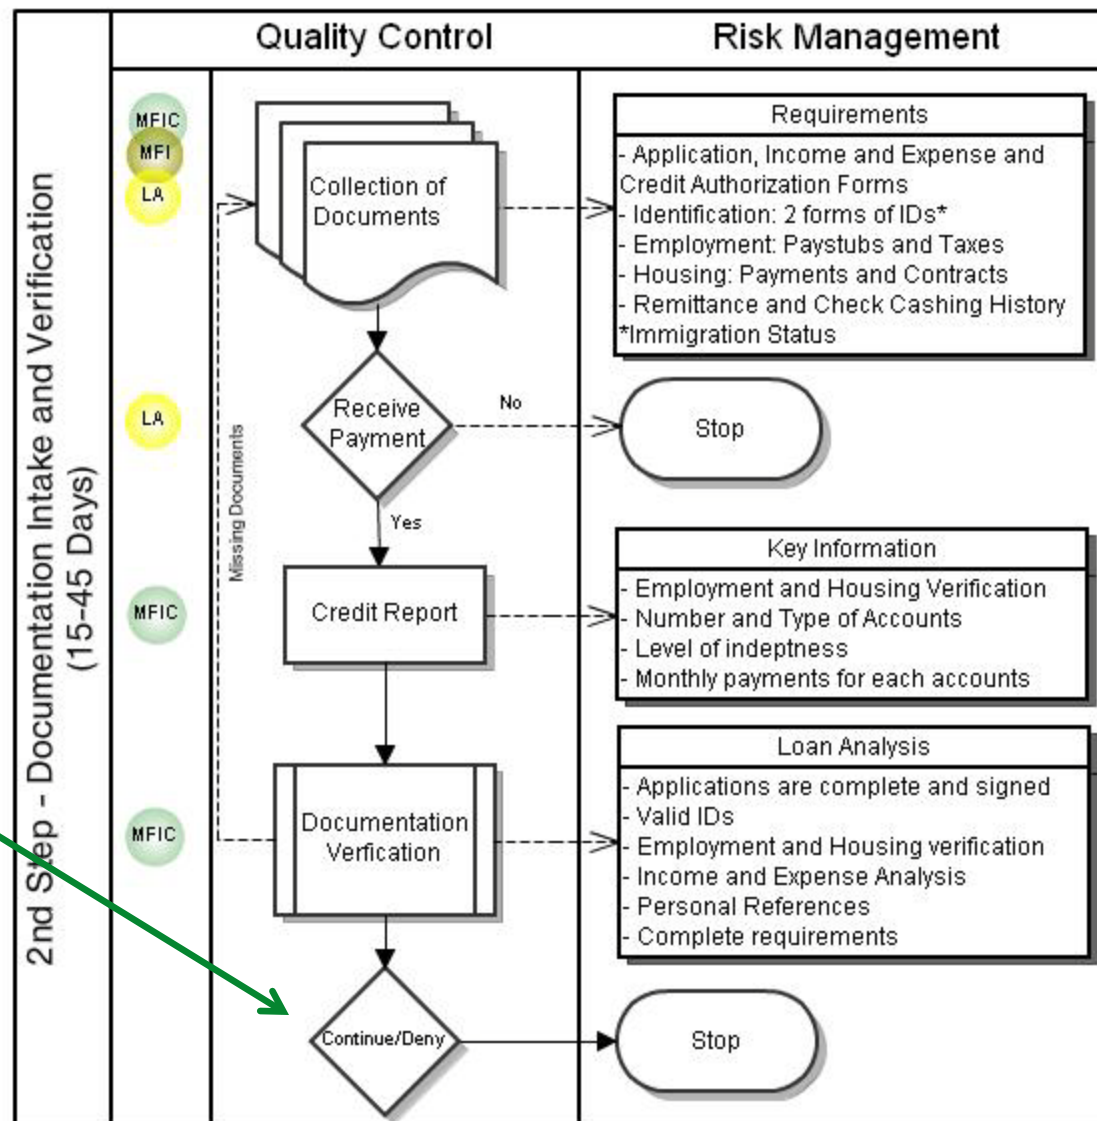 Quality Control
Risk Management
2nd Step - Documentation Intake and Verification
(15-45 Days)
MFIC
MFI
LA
Collection of
Documents
Requirements
- Application, Income and Expense and
Credit Authorization Forms
- Identification: 2 forms of IDs*
- Employment: Paystubs and Taxes
- Housing: Payments and Contracts
- Remittance and Check Cashing History
*Immigration Status
LA
Receive
Payment
No
Stop
Yes
Missing Documents
MFIC
Credit Report
Key Information
- Employment and Housing Verification
- Number and Type of Accounts
- Level of indeptness
- Monthly payments for each accounts
MFIC
Documentation
Verfication
Loan Analysis
- Applications are complete and signed
- Valid IDs
- Employment and Housing verification
- Income and Expense Analysis
- Personal References
- Complete requirements
Continue/Deny
Stop